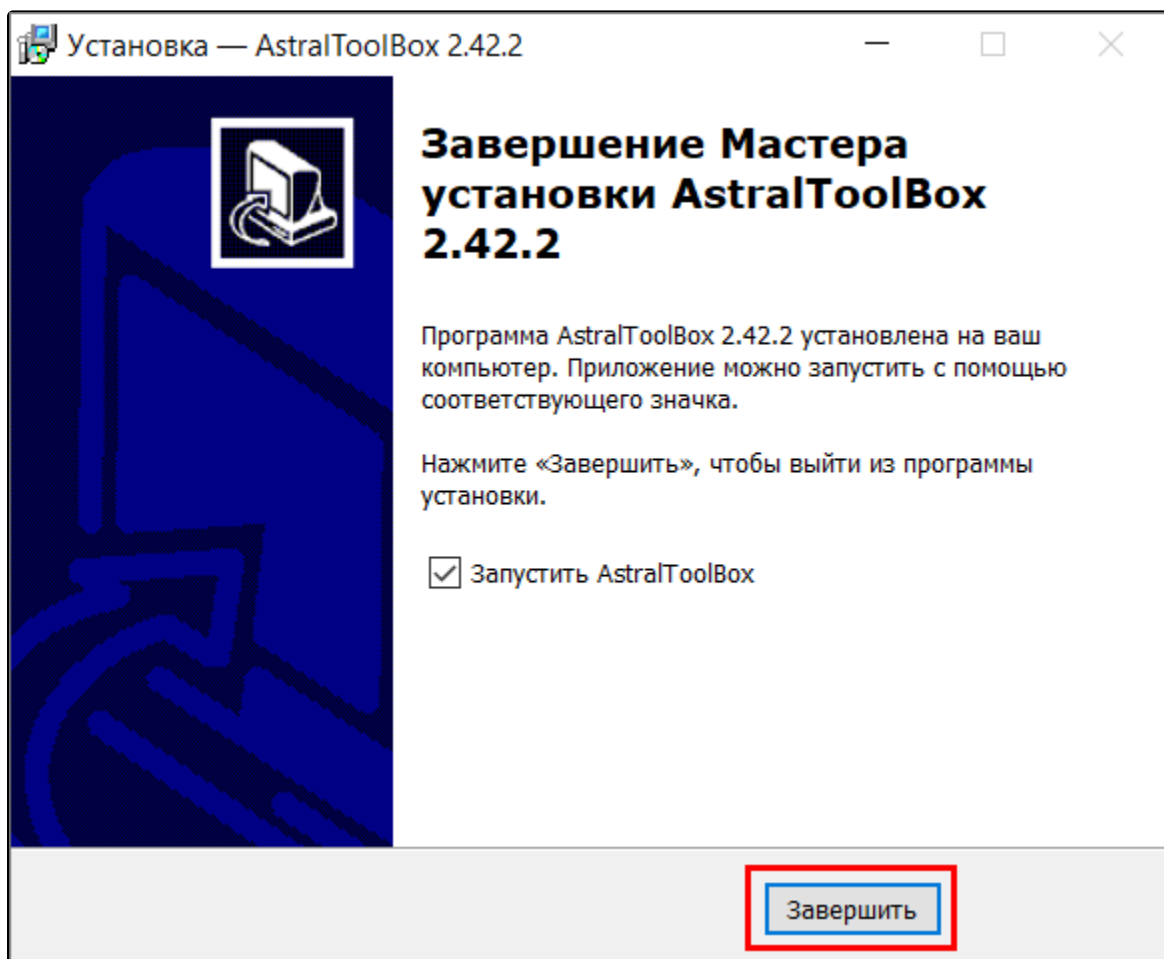 Установка — AstralToolBox 2.42.2
Завершение Мастера
установки AstralToolBox
2.42.2
Программа AstralToolBox 2.42.2 установлена на ваш
компьютер. Приложение можно запустить с помощью
соответствующего значка.
Нажмите «Завершить», чтобы выйти из программы
установки.
Запустить AstralToolBox
Завершить